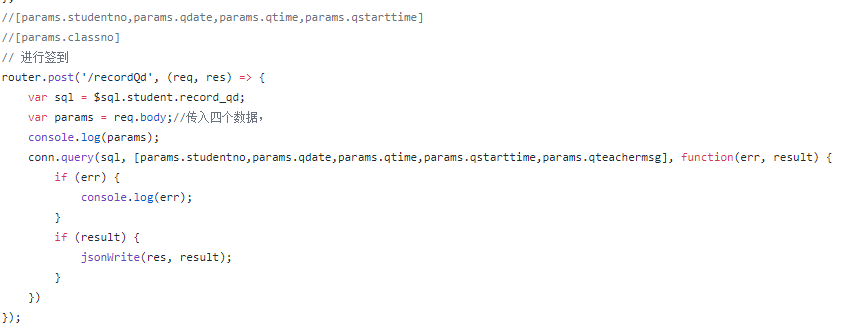 //[params.studentno,params.qdate,params.qtime,params.qstarttime]
//[params.classno]
// 进行签到
router.post('/recordQd', (req, res) => {
    var sql = $sql.student.record_qd;
    var params = req.body;//传入四个数据，
    console.log(params);
    conn.query(sql, [params.studentno,params.qdate,params.qtime,params.qstarttime,params.qteachermsg], function(err, result) {
        if (err) {
            console.log(err);
        }
        if (result) {
            jsonWrite(res, result);
        }
    })
});